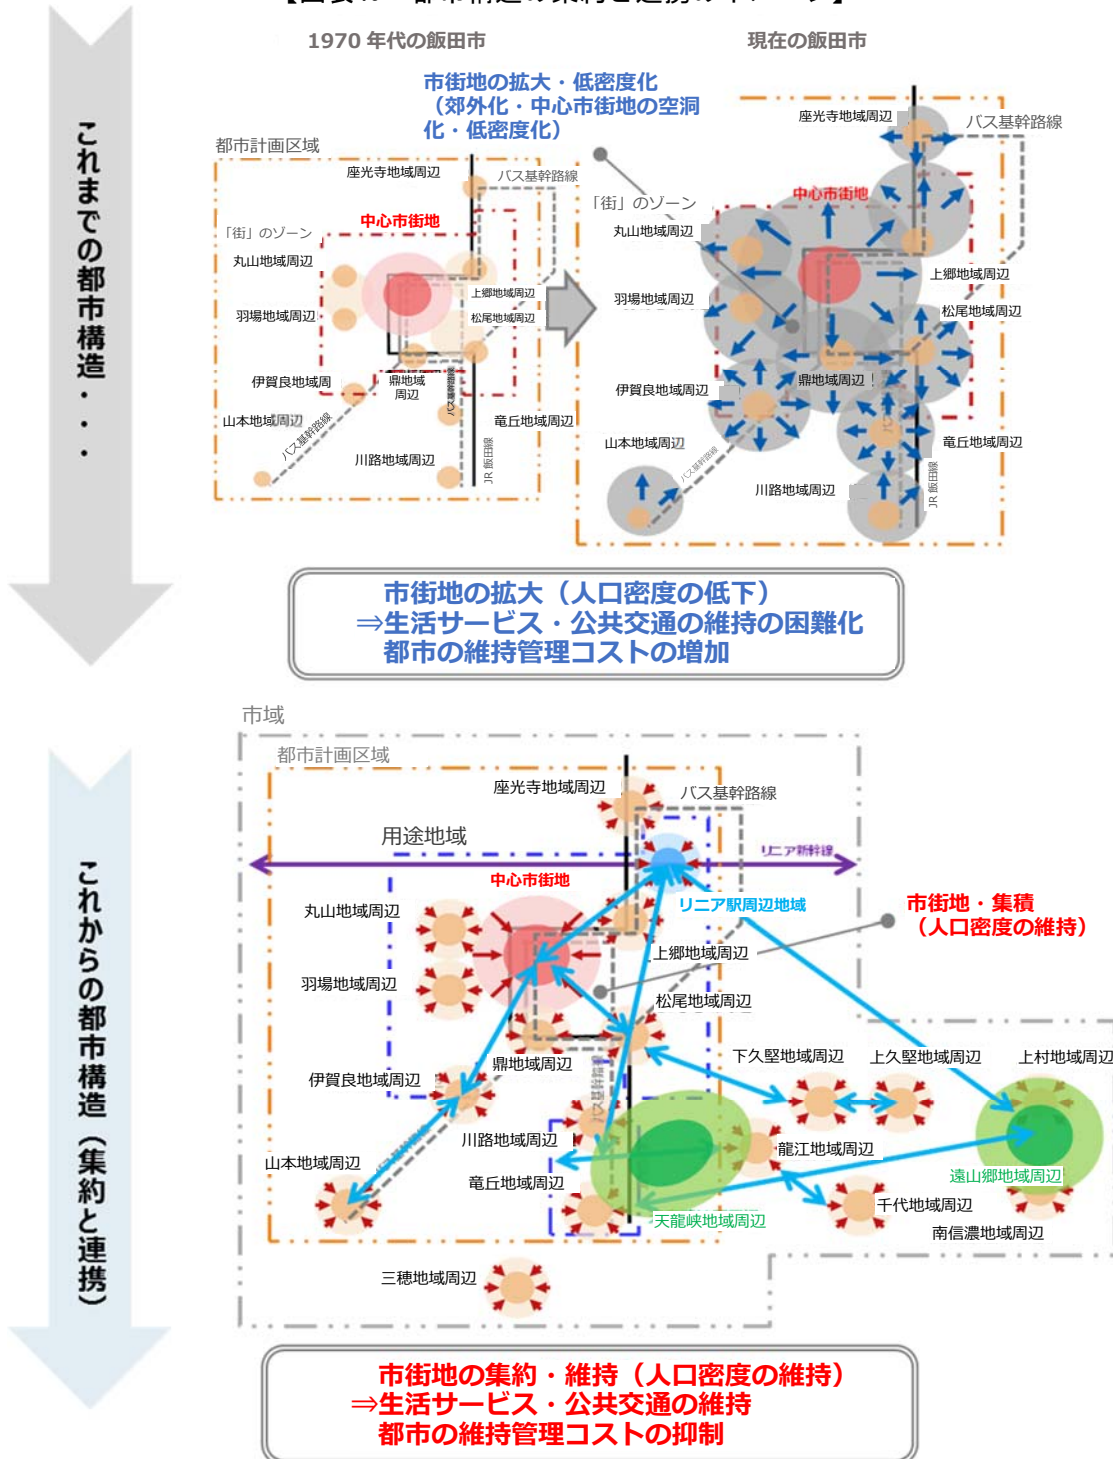 1970 年代の飯田市
現在の飯田市
これまでの都市構造・・・
市街地の拡大・低密度化
（郊外化・中心市街地の空洞
化・低密度化）
都市計画区域
座光寺地域周辺
バス基幹路線
「街」のゾーン
中心市街地
丸山地域周辺
羽場地域周辺
上郷地域周辺
松尾地域周辺
伊賀良地域周
鼎地域
周辺
山本地域周辺
バス基幹路線
バス基幹路線
竜丘地域周辺
川路地域周辺
JR 飯田線
座光寺地域周辺
バス基幹路線
「街」のゾーン
中心市街地
丸山地域周辺
上郷地域周辺
羽場地域周辺
松尾地域周辺
伊賀良地域周辺
鼎地域周辺
山本地域周辺
バス基幹路線
竜丘地域周辺
川路地域周辺
JR 飯田線
市街地の拡大（人口密度の低下）
⇒生活サービス・公共交通の維持の困難化
都市の維持管理コストの増加
これからの都市構造（集約と連携）
市域
都市計画区域
座光寺地域周辺
バス基幹路線
用途地域
リニア新幹線
中心市街地
リニア駅周辺地域
市街地・集積
（人口密度の維持）
丸山地域周辺
上郷地域周辺
羽場地域周辺
松尾地域周辺
鼎地域周辺
下久堅地域周辺
上久堅地域周辺
上村地域周辺
伊賀良地域周辺
バス基幹路線
川路地域周辺
龍江地域周辺
山本地域周辺
竜丘地域周辺
遠山郷地域周辺
千代地域周辺
天龍峡地域周辺
南信濃地域周辺
三穂地域周辺
市街地の集約・維持（人口密度の維持）
⇒生活サービス・公共交通の維持
都市の維持管理コストの抑制